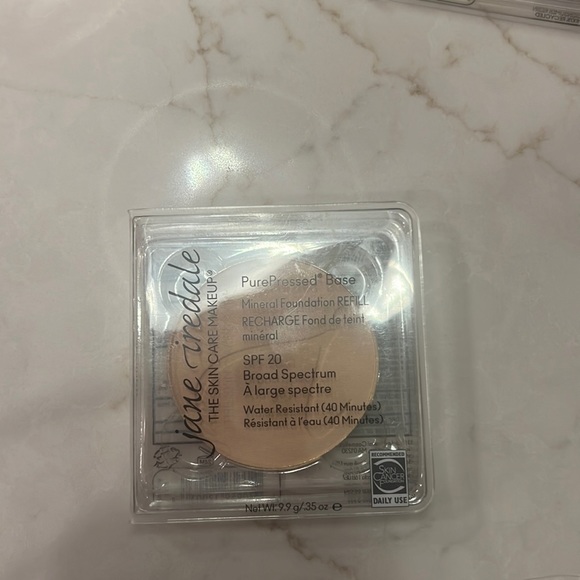 jane iredale
THE SKIN CARE MAKEUP®
PurePressed® Base
Mineral Foundation REFILL
RECHARGE Fond de teint
minéral
SPF 20
Broad Spectrum
À large spectre
Water Resistant (40 Minutes)
Résistant à l'eau (40 Minutes)
RECOMMENDED
SKIN
CANCER
DAILY USE
Net Wt. 9.9 g/.35 oz ℮